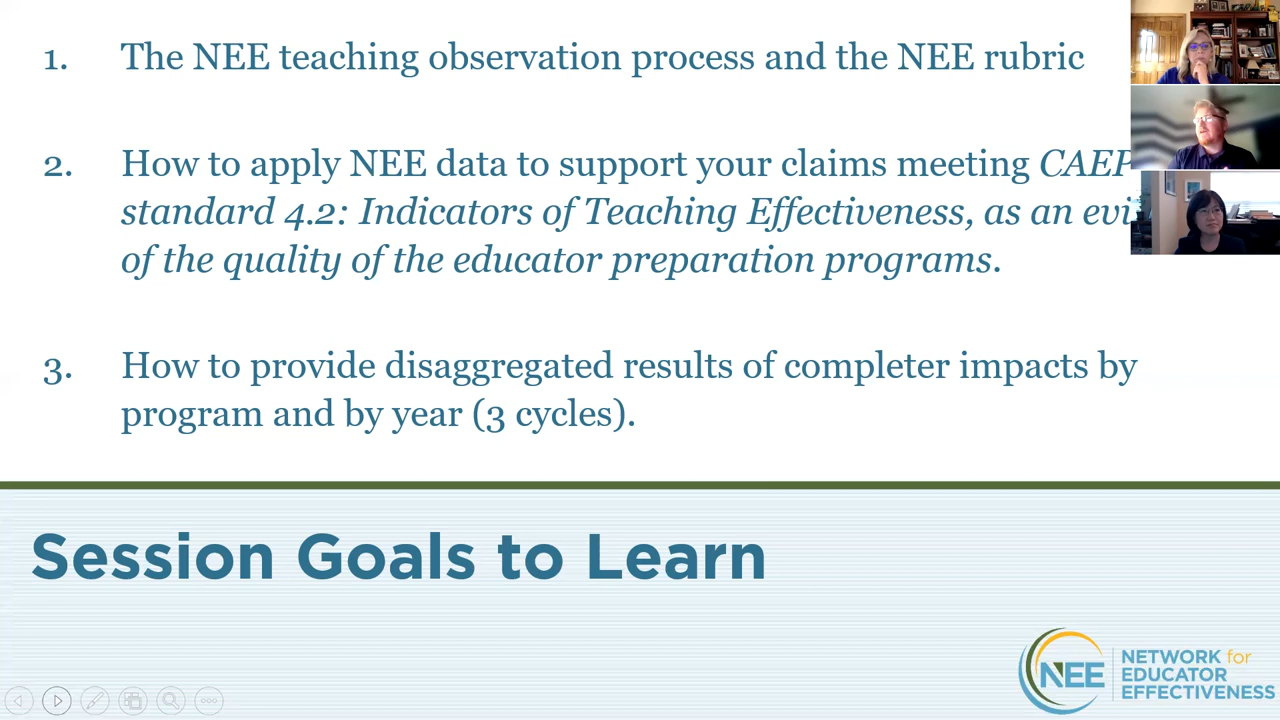 1. The NEE teaching observation process and the NEE rubric
2. How to apply NEE data to support your claims meeting CAEP
standard 4.2: Indicators of Teaching Effectiveness, as an evi
of the quality of the educator preparation programs.
3. How to provide disaggregated results of completer impacts by
program and by year (3 cycles).
Session Goals to Learn
NEE
NETWORK for
EDUCATOR
EFFECTIVENESS